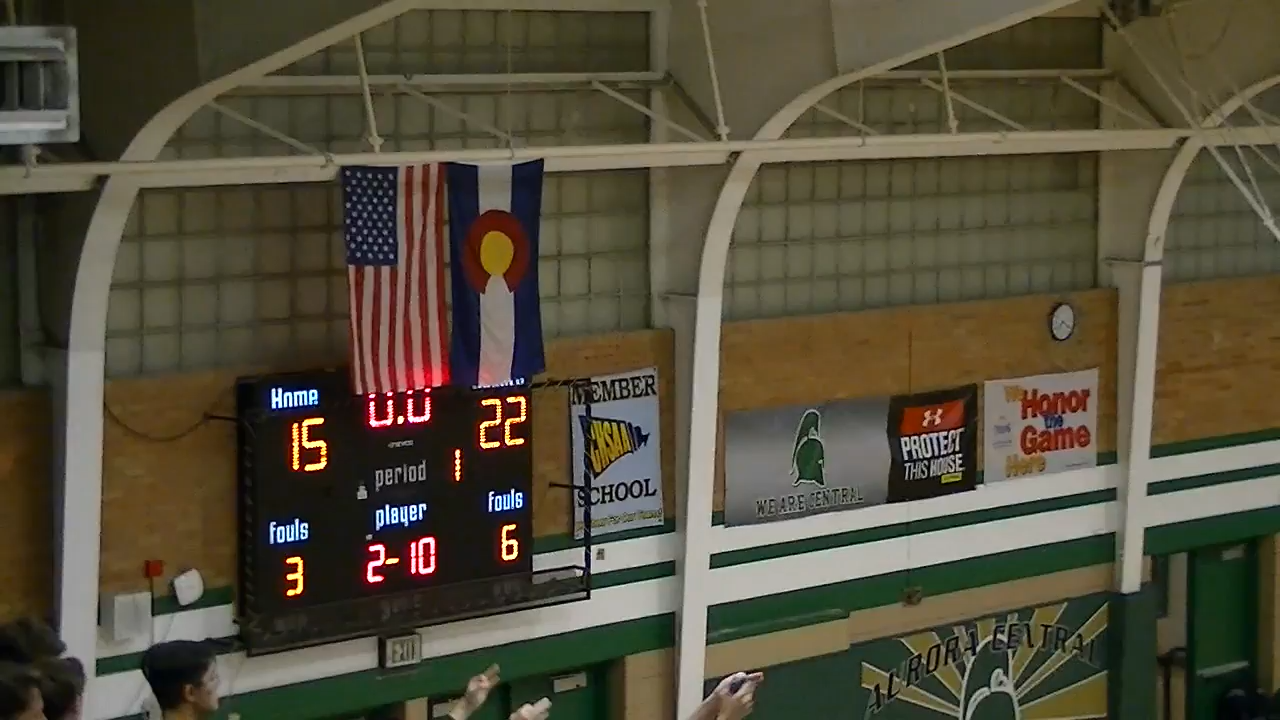 Home
0.0
15
22
period
1
fouls
player
fouls
3
2-10
6
MEMBER
CHSAA
SCHOOL
WE ARE CENTRAL
PROTECT
THIS HOUSE
We
Honor
the
Game
Here
EXIT
AURORA CENTRAL